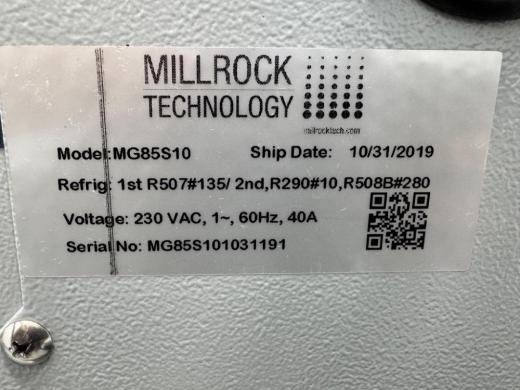 MILLROCK
TECHNOLOGY
millrocktech.com
Model:MG85S10 Ship Date: 10/31/2019
Refrig: 1st R507#135/ 2nd,R290#10,R508B#280
Voltage: 230 VAC, 1~, 60Hz, 40A
Serial No: MG85S101031191